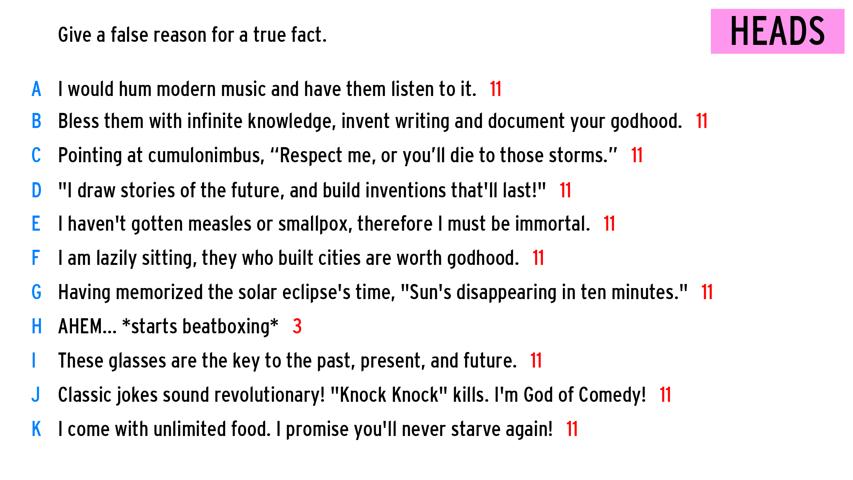 Give a false reason for a true fact.
HEADS
A I would hum modern music and have them listen to it. 11
B Bless them with infinite knowledge, invent writing and document your godhood. 11
C Pointing at cumulonimbus, “Respect me, or you’ll die to those storms.” 11
D "I draw stories of the future, and build inventions that'll last!" 11
E I haven't gotten measles or smallpox, therefore I must be immortal. 11
F I am lazily sitting, they who built cities are worth godhood. 11
G Having memorized the solar eclipse's time, "Sun's disappearing in ten minutes." 11
H AHEM... *starts beatboxing* 3
I These glasses are the key to the past, present, and future. 11
J Classic jokes sound revolutionary! "Knock Knock" kills. I'm God of Comedy! 11
K I come with unlimited food. I promise you'll never starve again! 11